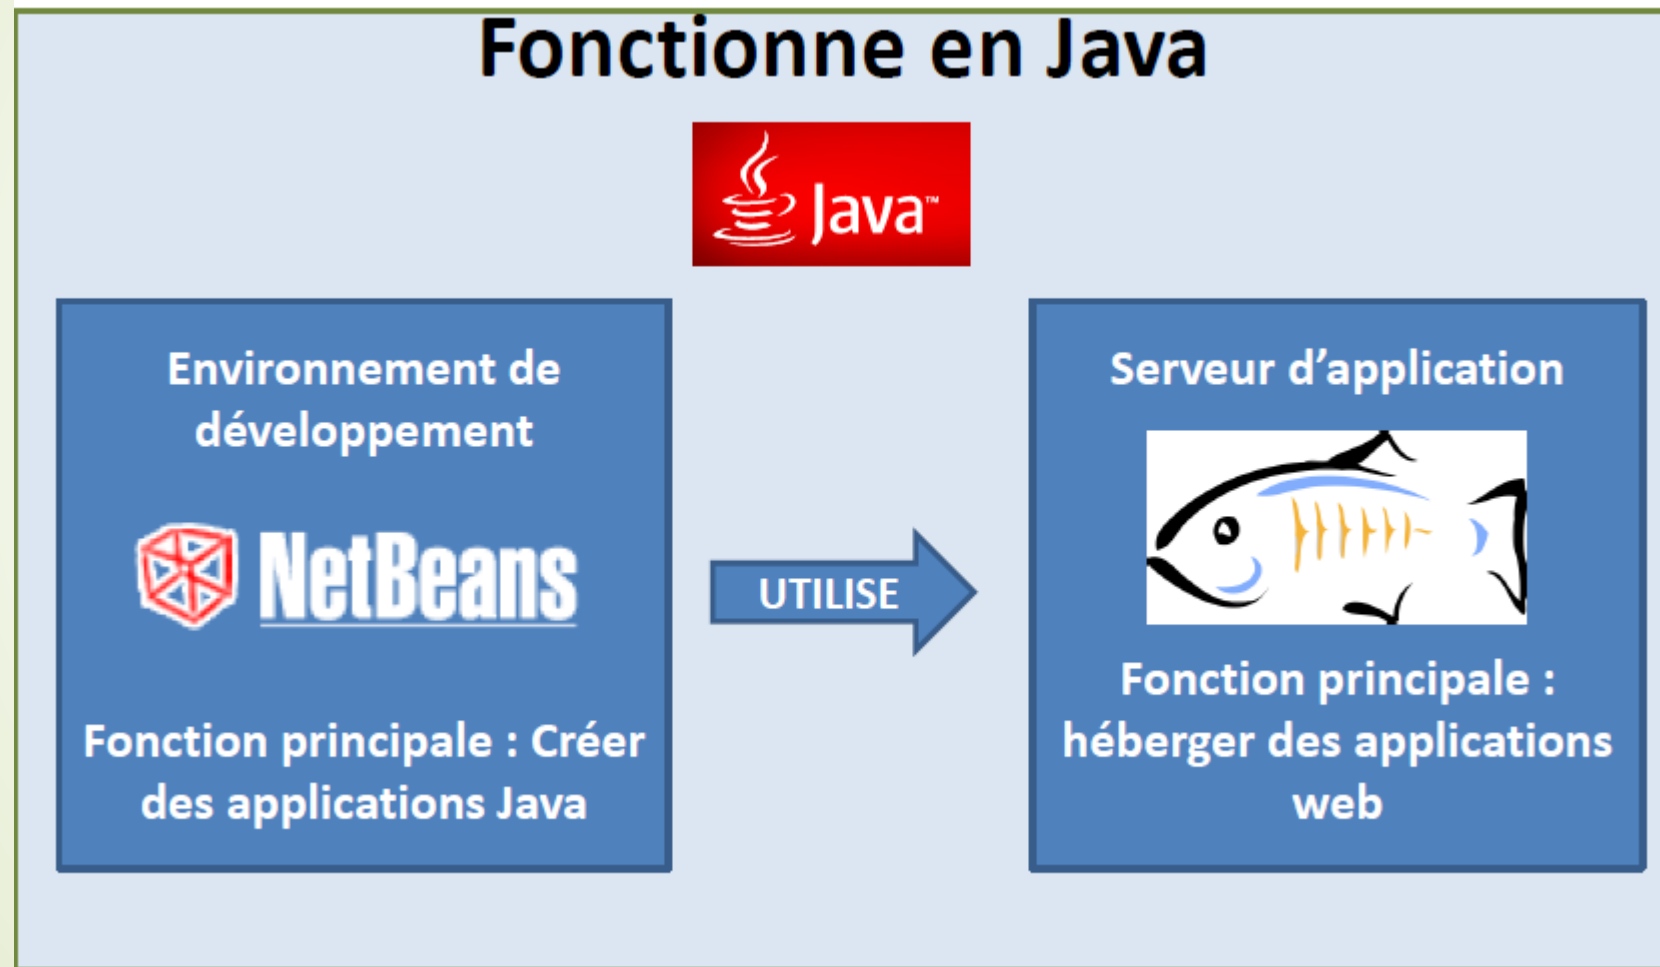 Fonctionne en Java
Java™
Environnement de
développement
NetBeans
Fonction principale : Créer
des applications Java
UTILISE
Serveur d’application
Fonction principale :
héberger des applications
web